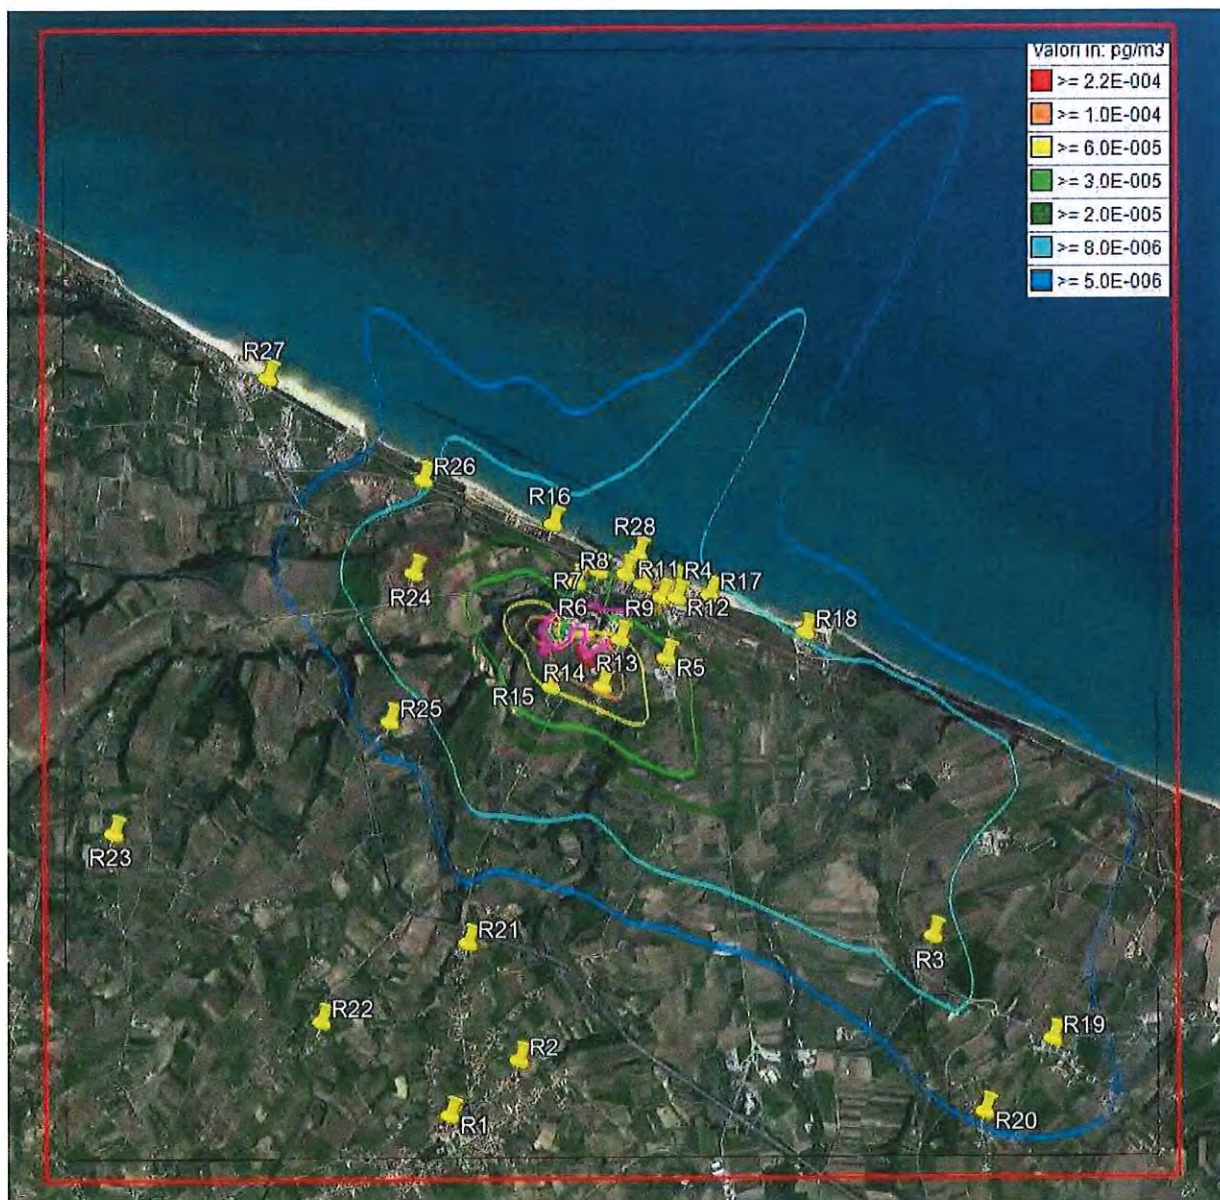 Valori in: pg/m3
>= 2.2E-004
>= 1.0E-004
>= 6.0E-005
>= 3.0E-005
>= 2.0E-005
>= 8.0E-006
>= 5.0E-006
R27
R26
R16
R28
R8
R7
R11
R4
R17
R24
R6
R9
R12
R18
R5
R13
R14
R15
R25
R23
R21
R3
R22
R19
R2
R1
R20